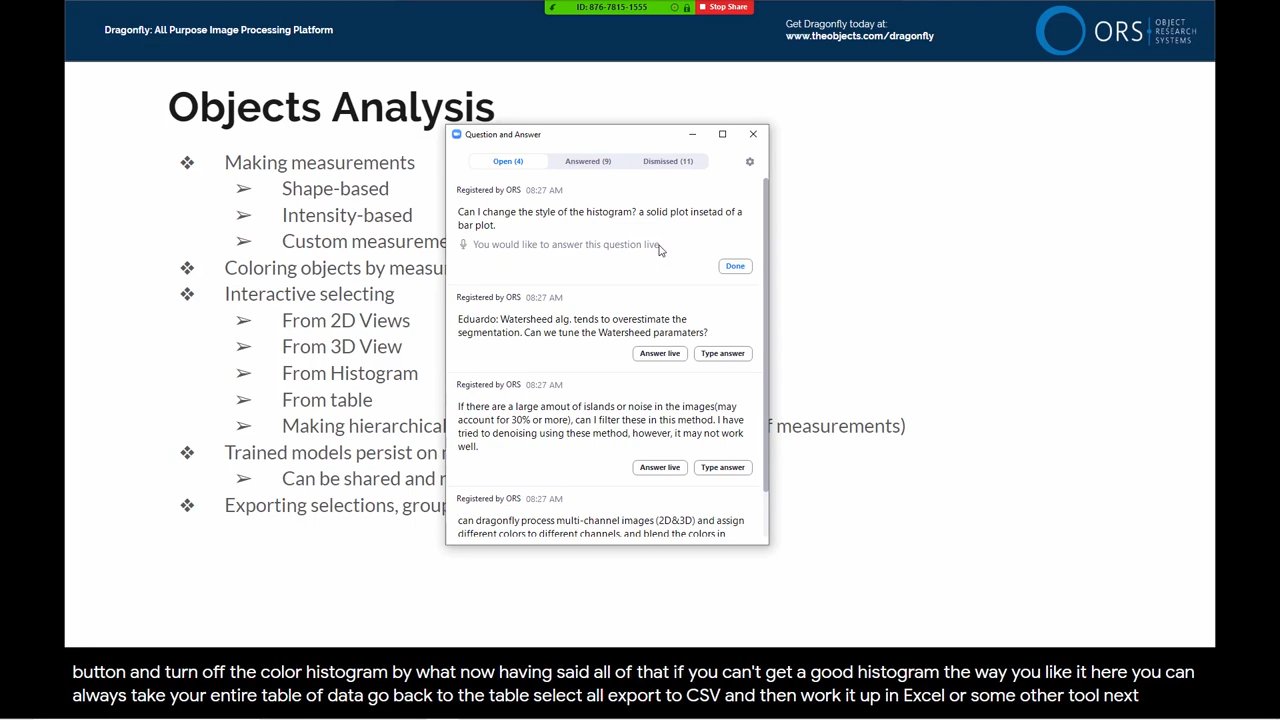 ID: 876-7815-1555
Stop Share
Dragonfly: All Purpose Image Processing Platform
Get Dragonfly today at:
www.theobjects.com/dragonfly
ORS
OBJECT
RESEARCH
SYSTEMS
Objects Analysis
Making measurements
Shape-based
Intensity-based
Custom measureme
Coloring objects by measu
Interactive selecting
From 2D Views
From 3D View
From Histogram
From table
Making hierarchical
f measurements)
Trained models persist on
Can be shared and r
Exporting selections, group
Question and Answer
Open (4)
Answered (9)
Dismissed (11)
Registered by ORS 08:27 AM
Can I change the style of the histogram? a solid plot insetad of a
bar plot.
You would like to answer this question live.
Done
Registered by ORS 08:27 AM
Eduardo: Watersheed alg. tends to overestimate the
segmentation. Can we tune the Watersheed paramaters?
Answer live
Type answer
Registered by ORS 08:27 AM
If there are a large amout of islands or noise in the images(may
account for 30% or more), can I filter these in this method. I have
tried to denoising using these method, however, it may not work
well.
Answer live
Type answer
Registered by ORS 08:27 AM
can dragonfly process multi-channel images (2D&3D) and assign
different colors to different channels, and blend the colors in
button and turn off the color histogram by what now having said all of that if you can't get a good histogram the way you like it here you can
always take your entire table of data go back to the table select all export to CSV and then work it up in Excel or some other tool next